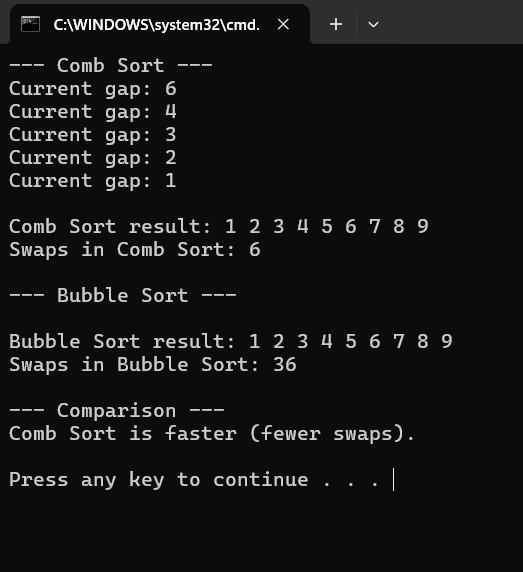 C:\WINDOWS\system32\cmd.
--- Comb Sort ---
Current gap: 6
Current gap: 4
Current gap: 3
Current gap: 2
Current gap: 1
Comb Sort result: 1 2 3 4 5 6 7 8 9
Swaps in Comb Sort: 6
--- Bubble Sort ---
Bubble Sort result: 1 2 3 4 5 6 7 8 9
Swaps in Bubble Sort: 36
--- Comparison ---
Comb Sort is faster (fewer swaps).
Press any key to continue . . .